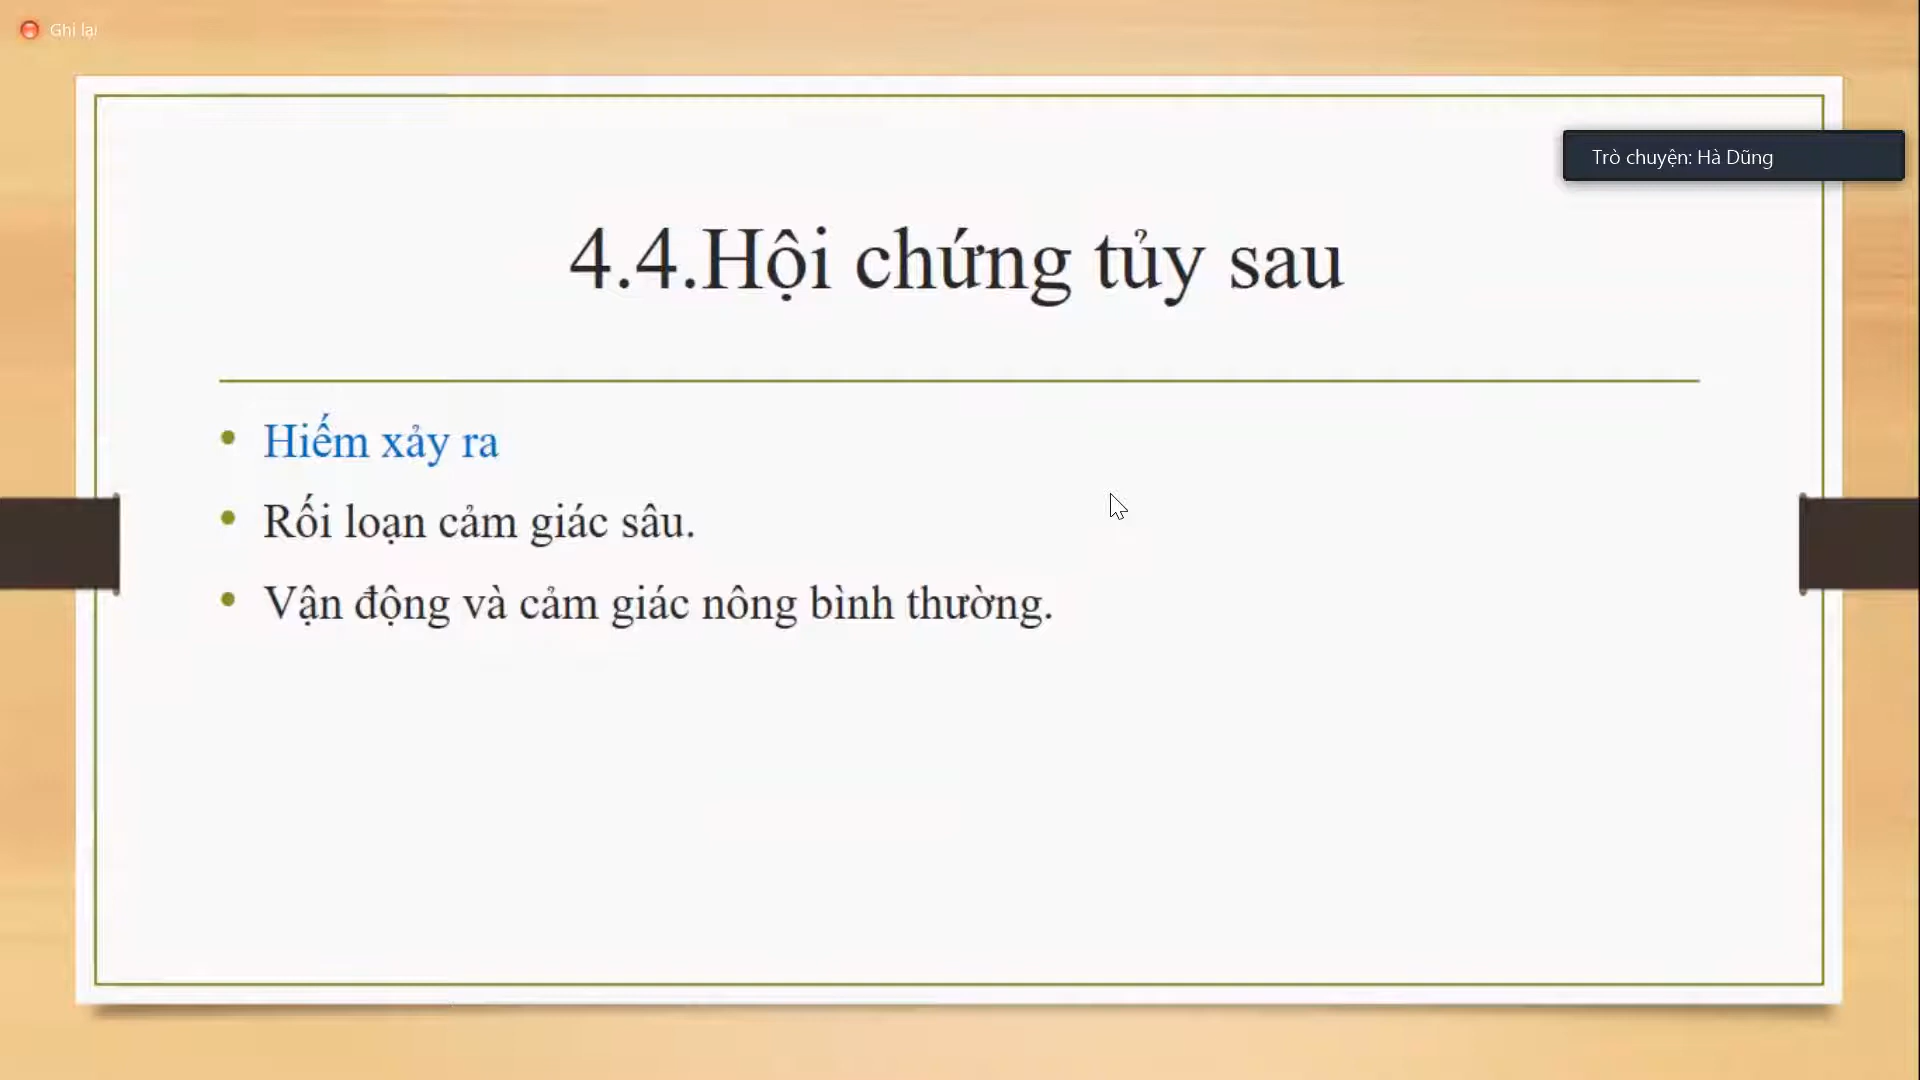 Ghi lại
Trò chuyện: Hà Dũng
4.4.Hội chứng tủy sau
• Hiếm xảy ra
• Rối loạn cảm giác sâu.
• Vận động và cảm giác nông bình thường.